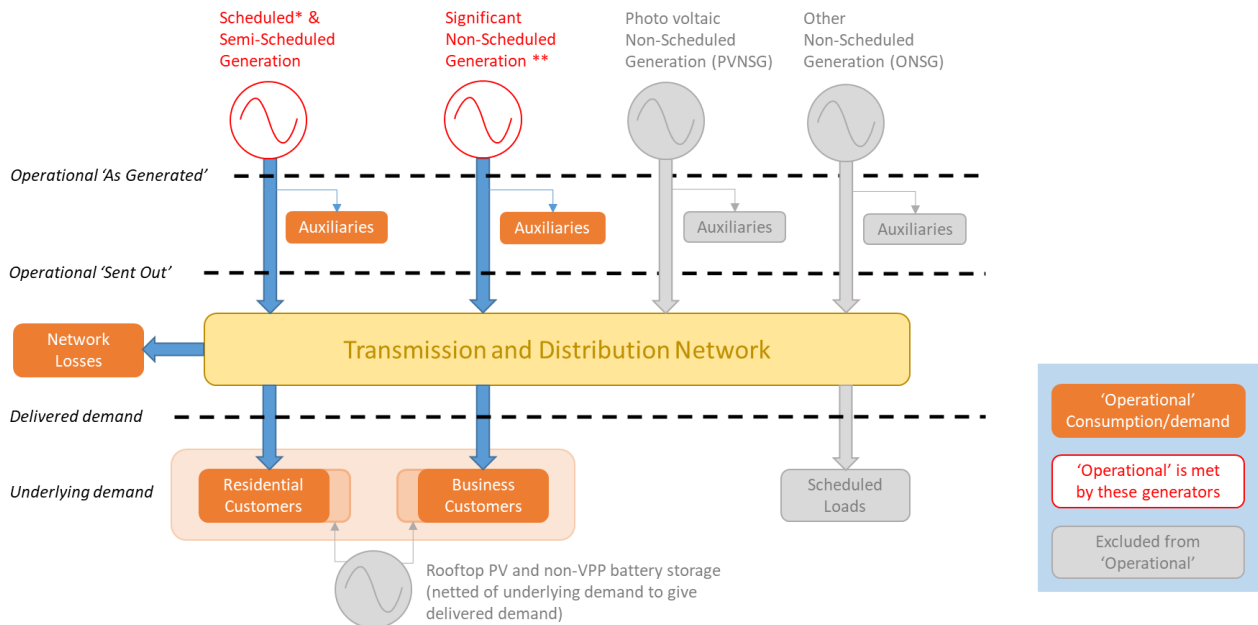 Scheduled* &
Semi-Scheduled
Generation
Significant
Non-Scheduled
Generation **
Photo voltaic
Non-Scheduled
Generation (PVNSG)
Other
Non-Scheduled
Generation (ONSG)
Operational ‘As Generated’
Auxiliaries
Auxiliaries
Auxiliaries
Auxiliaries
Operational ‘Sent Out’
Network
Losses
Transmission and Distribution Network
Delivered demand
Underlying demand
Residential
Customers
Business
Customers
Scheduled
Loads
Rooftop PV and non-VPP battery storage
(netted of underlying demand to give
delivered demand)
‘Operational’
Consumption/demand
‘Operational’ is met
by these generators
Excluded from
‘Operational’